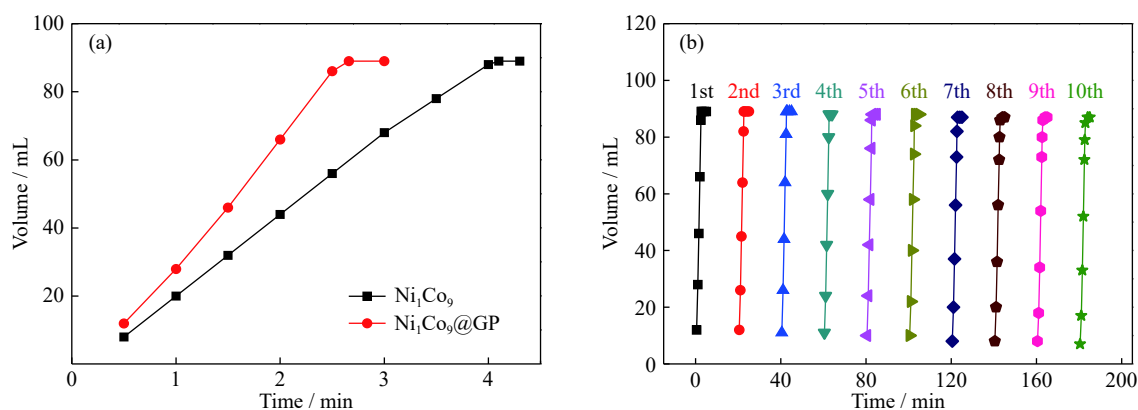 (a)
Volume / mL
100
80
60
40
20
0
1
2
3
4
Time / min
Ni₁Co₉
Ni₁Co₉@GP
(b)
Volume / mL
120
100
80
60
40
20
0
1st 2nd 3rd 4th 5th 6th 7th 8th 9th 10th
0
40
80
120
160
200
Time / min